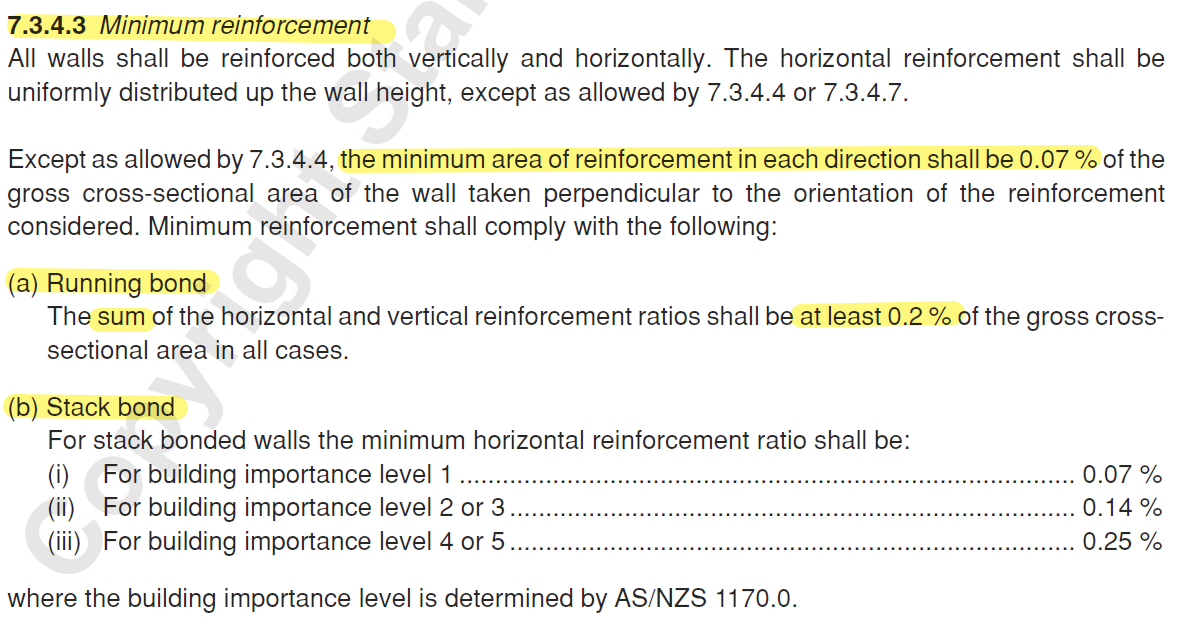 7.3.4.3 Minimum reinforcement
All walls shall be reinforced both vertically and horizontally. The horizontal reinforcement shall be
uniformly distributed up the wall height, except as allowed by 7.3.4.4 or 7.3.4.7.
Except as allowed by 7.3.4.4, the minimum area of reinforcement in each direction shall be 0.07 % of the
gross cross-sectional area of the wall taken perpendicular to the orientation of the reinforcement
considered. Minimum reinforcement shall comply with the following:
(a) Running bond
The sum of the horizontal and vertical reinforcement ratios shall be at least 0.2 % of the gross cross-
sectional area in all cases.
(b) Stack bond
For stack bonded walls the minimum horizontal reinforcement ratio shall be:
(i) For building importance level 1 ........................................................................................ 0.07 %
(ii) For building importance level 2 or 3 ................................................................................ 0.14 %
(iii) For building importance level 4 or 5 ................................................................................ 0.25 %
where the building importance level is determined by AS/NZS 1170.0.
Copyright Sta